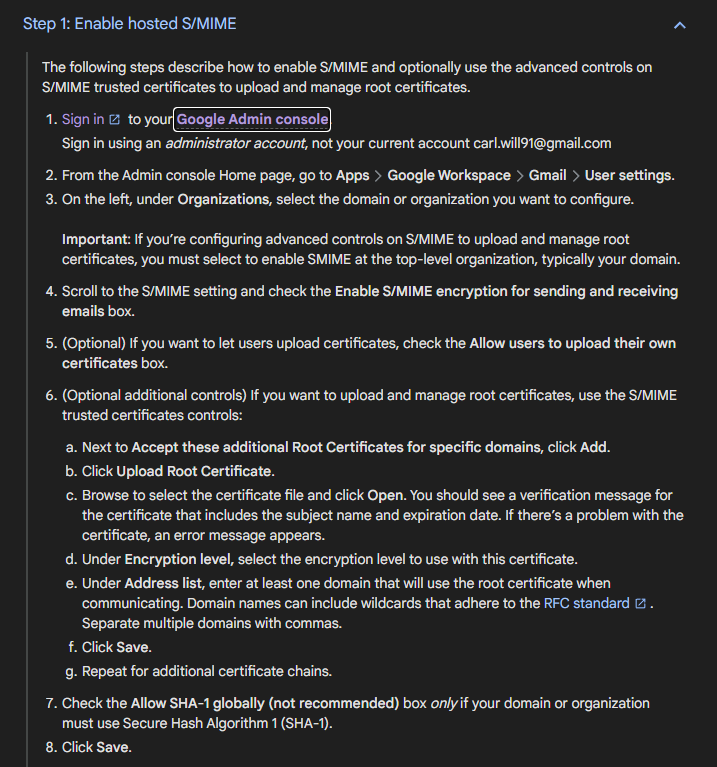 Step 1: Enable hosted S/MIME
The following steps describe how to enable S/MIME and optionally use the advanced controls on
S/MIME trusted certificates to upload and manage root certificates.
1. Sign in to your Google Admin console
Sign in using an administrator account, not your current account carl.will91@gmail.com
2. From the Admin console Home page, go to Apps > Google Workspace > Gmail > User settings.
3. On the left, under Organizations, select the domain or organization you want to configure.
Important: If you're configuring advanced controls on S/MIME to upload and manage root
certificates, you must select to enable SMIME at the top-level organization, typically your domain.
4. Scroll to the S/MIME setting and check the Enable S/MIME encryption for sending and receiving
emails box.
5. (Optional) If you want to let users upload certificates, check the Allow users to upload their own
certificates box.
6. (Optional additional controls) If you want to upload and manage root certificates, use the S/MIME
trusted certificates controls:
a. Next to Accept these additional Root Certificates for specific domains, click Add.
b. Click Upload Root Certificate.
c. Browse to select the certificate file and click Open. You should see a verification message for
the certificate that includes the subject name and expiration date. If there's a problem with the
certificate, an error message appears.
d. Under Encryption level, select the encryption level to use with this certificate.
e. Under Address list, enter at least one domain that will use the root certificate when
communicating. Domain names can include wildcards that adhere to the RFC standard .
Separate multiple domains with commas.
f. Click Save.
g. Repeat for additional certificate chains.
7. Check the Allow SHA-1 globally (not recommended) box only if your domain or organization
must use Secure Hash Algorithm 1 (SHA-1).
8. Click Save.